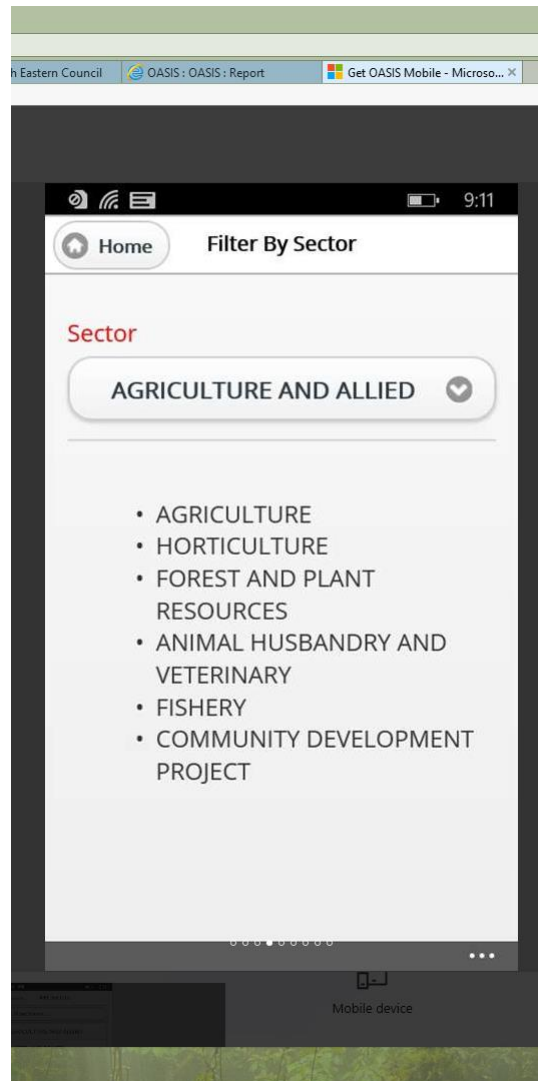 h Eastern Council
OASIS : OASIS : Report
Get OASIS Mobile - Microso...
9:11
Home
Filter By Sector
Sector
AGRICULTURE AND ALLIED
• AGRICULTURE
• HORTICULTURE
• FOREST AND PLANT
RESOURCES
• ANIMAL HUSBANDRY AND
VETERINARY
• FISHERY
• COMMUNITY DEVELOPMENT
PROJECT
Mobile device